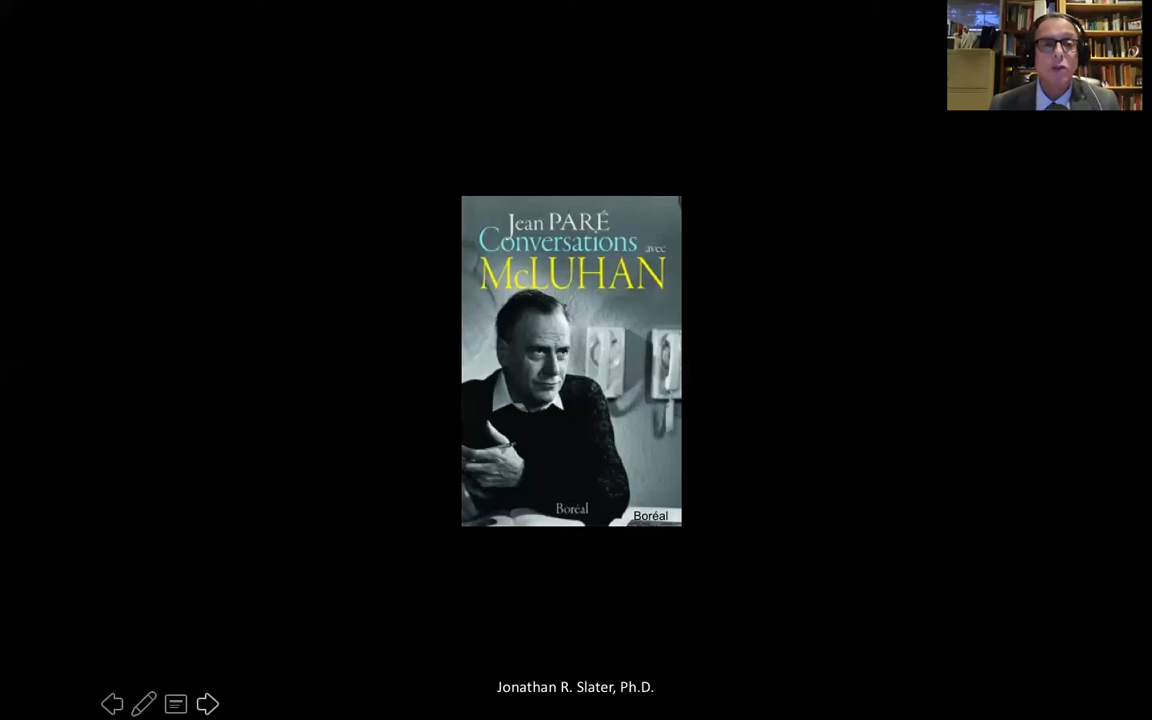 Jean PARÉ
Conversations avec
McLUHAN
Boréal
Boréal
Jonathan R. Slater, Ph.D.